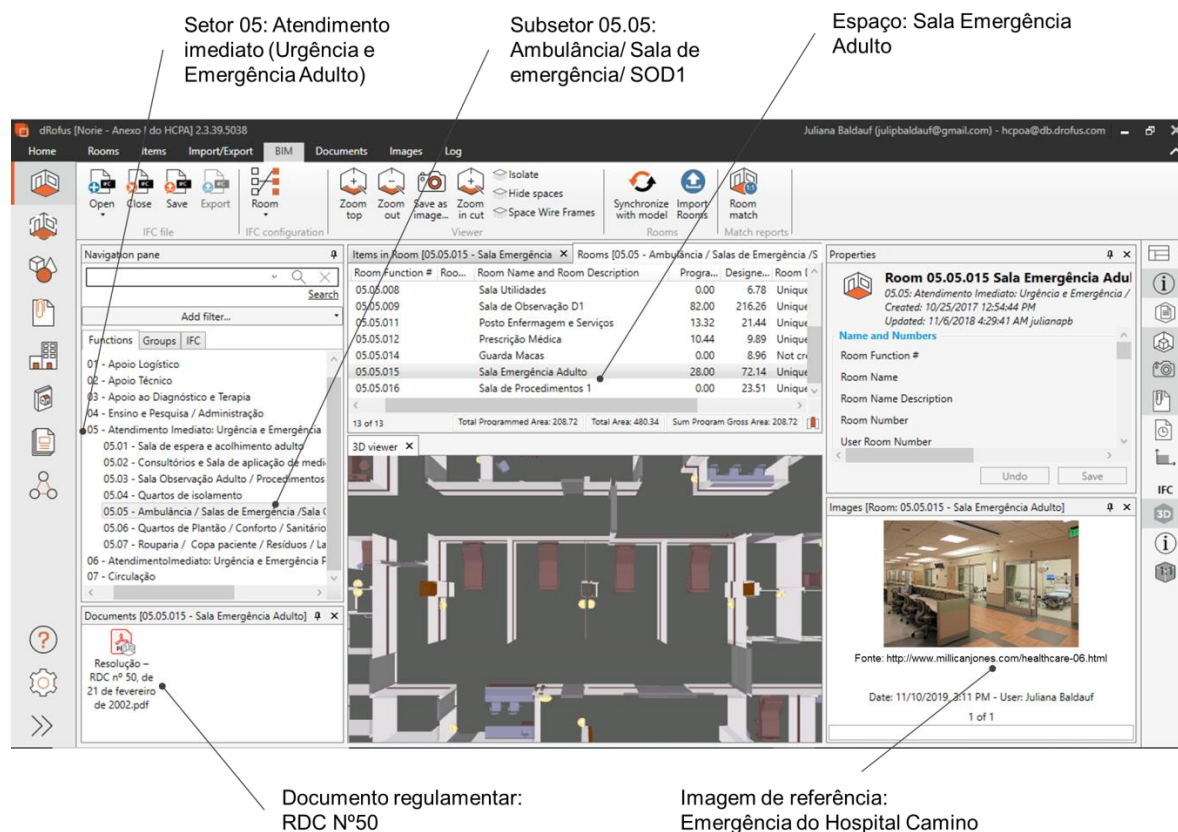 Setor 05: Atendimento
imediato (Urgência e
Emergência Adulto)
Subsetor 05.05:
Ambulância/ Sala de
emergência/ SOD1
Espaço: Sala Emergência
Adulto
dRofus [Norie - Anexo I do HCPA] 2.3.39.5038
Juliana Baldauf (julipbaldauf@gmail.com) - hcpoa@db.drofus.com
Home Rooms Items Import/Export BIM Documents Images Log
Open Close Save Export
IFC file
Room
IFC configuration
Zoom top
Zoom out
Save as image...
Zoom in cut
Isolate
Hide spaces
Space Wire Frames
Viewer
Synchronize with model
Import Rooms
Rooms
Room match
Match reports
Navigation pane
Search
Add filter...
Functions Groups IFC
01 - Apoio Logístico
02 - Apoio Técnico
03 - Apoio ao Diagnóstico e Terapia
04 - Ensino e Pesquisa / Administração
05 - Atendimento Imediato: Urgência e Emergência
05.01 - Sala de espera e acolhimento adulto
05.02 - Consultórios e Sala de aplicação de medi
05.03 - Sala Observação Adulto / Procedimentos
05.04 - Quartos de isolamento
05.05 - Ambulância / Salas de Emergência /Sala
05.06 - Quartos de Plantão / Conforto / Sanitário
05.07 - Rouparia / Copa paciente / Resíduos / La
06 - AtendimentoImediato: Urgência e Emergência P
07 - Circulação
Documents [05.05.015 - Sala Emergência Adulto]
Resolução –
RDC nº 50, de
21 de fevereiro
de 2002.pdf
Items in Room [05.05.015 - Sala Emergência
Rooms [05.05 - Ambulância / Salas de Emergência /S
Room Function # Roo... Room Name and Room Description Progra... Designe... Room
05.05.008 Sala Utilidades 0.00 6.78 Unique
05.05.009 Sala de Observação D1 82.00 216.26 Unique
05.05.011 Posto Enfermagem e Serviços 13.32 21.44 Unique
05.05.012 Prescrição Médica 10.44 9.89 Unique
05.05.014 Guarda Macas 0.00 8.96 Not cre
05.05.015 Sala Emergência Adulto 28.00 72.14 Unique
05.05.016 Sala de Procedimentos 1 0.00 23.51 Unique
13 of 13 Total Programmed Area: 208.72 Total Area: 480.34 Sum Program Gross Area: 208.72
3D viewer
Properties
Room 05.05.015 Sala Emergência Adul
05.05: Atendimento Imediato: Urgência e Emergência /
Created: 10/25/2017 12:54:44 PM
Updated: 11/6/2018 4:29:41 AM julianapb
Name and Numbers
Room Function #
Room Name
Room Name Description
Room Number
User Room Number
Undo Save
Images [Room: 05.05.015 - Sala Emergência Adulto]
Fonte: http://www.millicanjones.com/healthcare-06.html
Date: 11/10/2019, 3:11 PM - User: Juliana Baldauf
1 of 1
IFC
3D
Documento regulamentar:
RDC Nº50
Imagem de referência:
Emergência do Hospital Camino